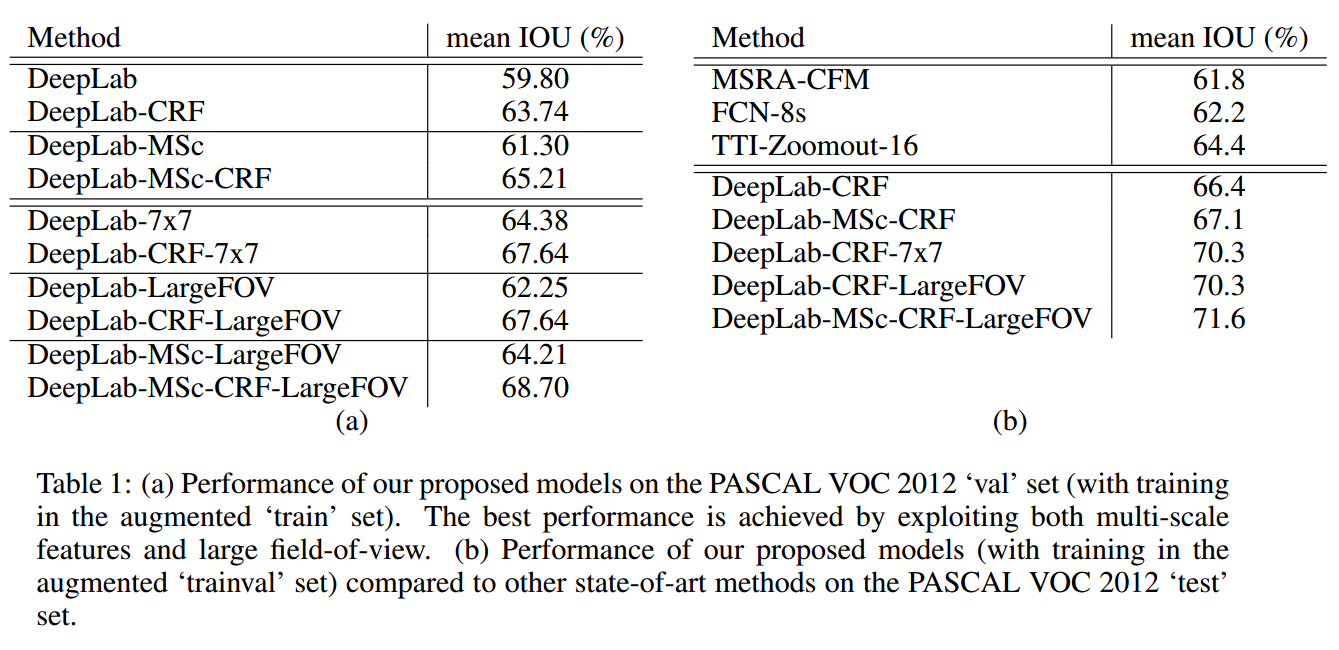 Method mean IOU (%)
DeepLab 59.80
DeepLab-CRF 63.74
DeepLab-MSc 61.30
DeepLab-MSc-CRF 65.21
DeepLab-7x7 64.38
DeepLab-CRF-7x7 67.64
DeepLab-LargeFOV 62.25
DeepLab-CRF-LargeFOV 67.64
DeepLab-MSc-LargeFOV 64.21
DeepLab-MSc-CRF-LargeFOV 68.70
(a)
Method mean IOU (%)
MSRA-CFM 61.8
FCN-8s 62.2
TTI-Zoomout-16 64.4
DeepLab-CRF 66.4
DeepLab-MSc-CRF 67.1
DeepLab-CRF-7x7 70.3
DeepLab-CRF-LargeFOV 70.3
DeepLab-MSc-CRF-LargeFOV 71.6
(b)
Table 1: (a) Performance of our proposed models on the PASCAL VOC 2012 ‘val’ set (with training
in the augmented ‘train’ set). The best performance is achieved by exploiting both multi-scale
features and large field-of-view. (b) Performance of our proposed models (with training in the
augmented ‘trainval’ set) compared to other state-of-art methods on the PASCAL VOC 2012 ‘test’
set.